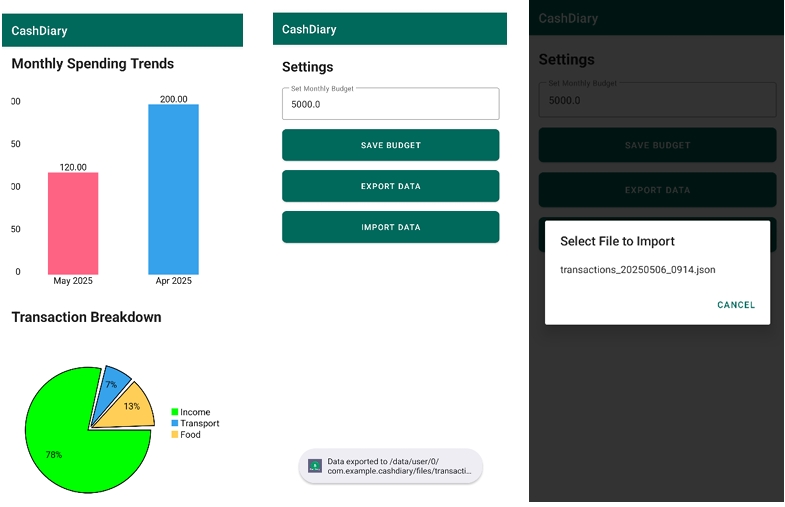 CashDiary
Monthly Spending Trends
00
50
00
50
0
120.00
200.00
May 2025
Apr 2025
Transaction Breakdown
7%
13%
78%
Income
Transport
Food
CashDiary
Settings
Set Monthly Budget
5000.0
SAVE BUDGET
EXPORT DATA
IMPORT DATA
Data exported to /data/user/0/
com.example.cashdiary/files/transacti...
CashDiary
Settings
Set Monthly Budget
5000.0
SAVE BUDGET
EXPORT DATA
Select File to Import
transactions_20250506_0914.json
CANCEL